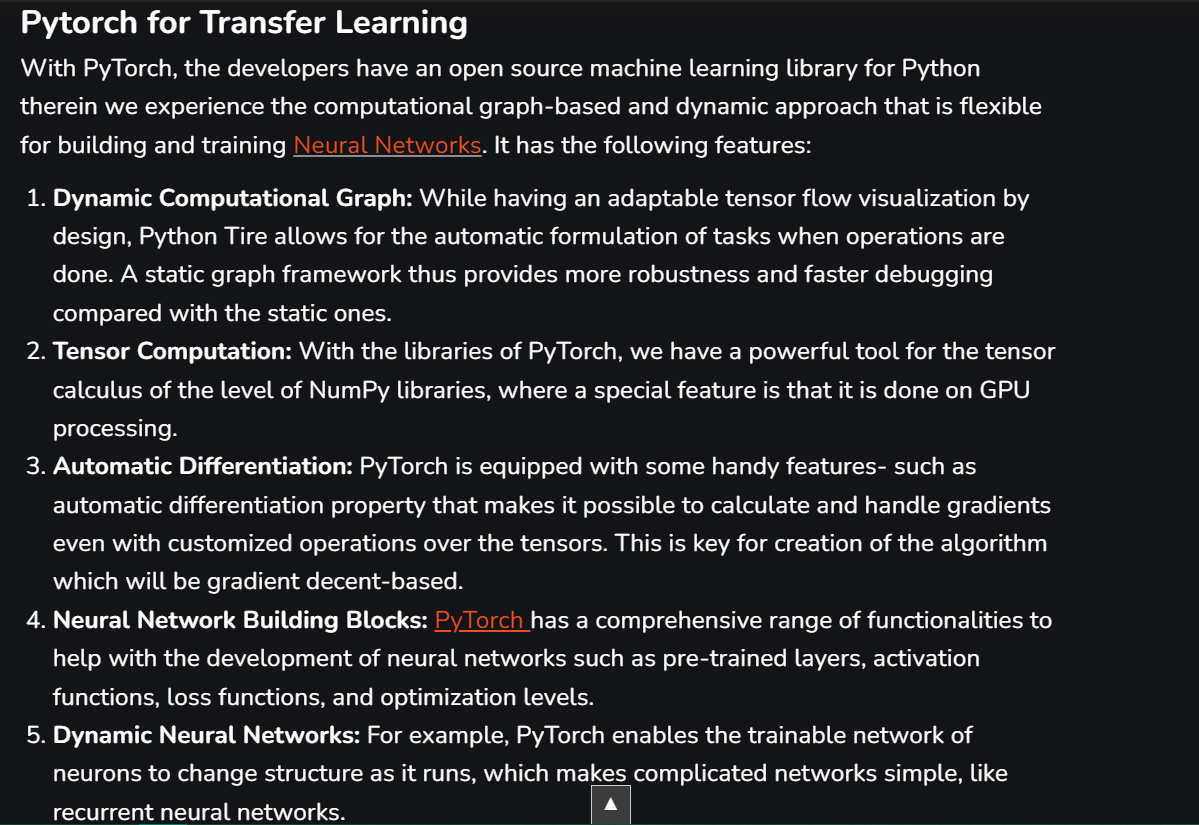 Pytorch for Transfer Learning
With PyTorch, the developers have an open source machine learning library for Python
therein we experience the computational graph-based and dynamic approach that is flexible
for building and training Neural Networks. It has the following features:
1. Dynamic Computational Graph: While having an adaptable tensor flow visualization by
design, Python Tire allows for the automatic formulation of tasks when operations are
done. A static graph framework thus provides more robustness and faster debugging
compared with the static ones.
2. Tensor Computation: With the libraries of PyTorch, we have a powerful tool for the tensor
calculus of the level of NumPy libraries, where a special feature is that it is done on GPU
processing.
3. Automatic Differentiation: PyTorch is equipped with some handy features- such as
automatic differentiation property that makes it possible to calculate and handle gradients
even with customized operations over the tensors. This is key for creation of the algorithm
which will be gradient decent-based.
4. Neural Network Building Blocks: PyTorch has a comprehensive range of functionalities to
help with the development of neural networks such as pre-trained layers, activation
functions, loss functions, and optimization levels.
5. Dynamic Neural Networks: For example, PyTorch enables the trainable network of
neurons to change structure as it runs, which makes complicated networks simple, like
recurrent neural networks.